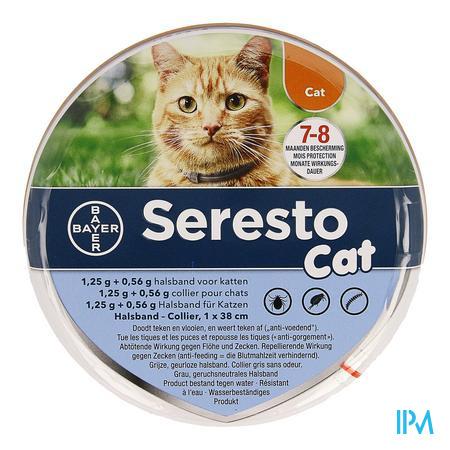 Cat
7-8
MAANDEN BESCHERMING
MOIS PROTECTION
MONATE WIRKUNGS-
DAUER
BAYER
BAYER
Seresto
Cat
1,25 g + 0,56 g halsband voor katten
1,25 g + 0,56 g collier pour chats
1,25 g + 0,56 g Halsband für Katzen
Halsband – Collier, 1 x 38 cm
Doodt teken en vlooien, en weert teken af („anti-voedend").
Tue les tiques et les puces et repousse les tiques («anti-gorgement»).
Abtötende Wirkung gegen Flöhe und Zecken. Repellierende Wirkung
gegen Zecken (anti-feeding = die Blutmahlzeit verhindernd).
Grijze, geurloze halsband. Collier gris sans odeur.
Grau, geruchsneutrales Halsband
Product bestand tegen water - Résistant
à l'eau - Wasserbeständiges
Produkt
IPM